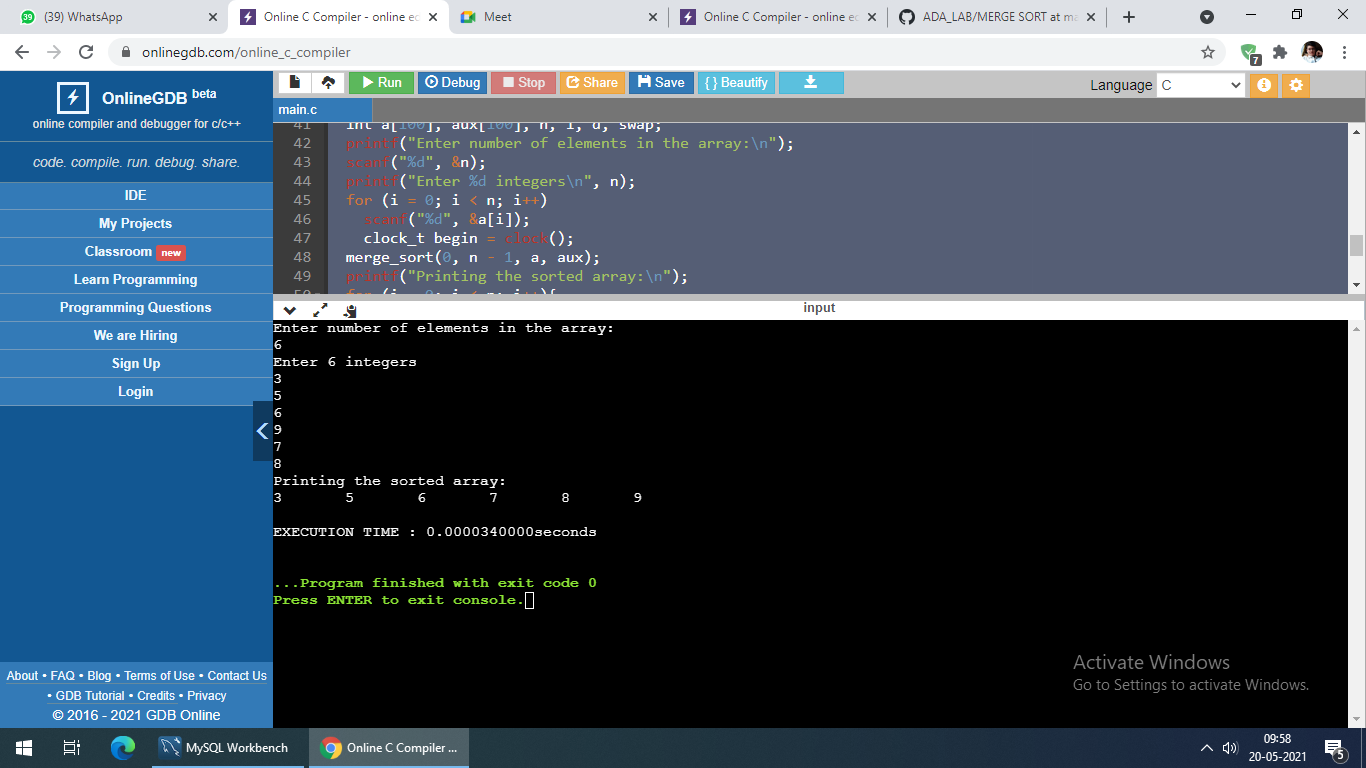 (39) WhatsApp
Online C Compiler - online ed
Meet
Online C Compiler - online ed
ADA_LAB/MERGE SORT at ma
onlinegdb.com/online_c_compiler
7
OnlineGDB beta
online compiler and debugger for c/c++
code. compile. run. debug. share.
IDE
My Projects
Classroom new
Learn Programming
Programming Questions
We are Hiring
Sign Up
Login
About • FAQ • Blog • Terms of Use • Contact Us
• GDB Tutorial • Credits • Privacy
© 2016 - 2021 GDB Online
Run Debug Stop Share Save { } Beautify
Language C
main.c
41 int a[100], aux[100], n, i, d, swap;
42 printf("Enter number of elements in the array:\n");
43 scanf("%d", &n);
44 printf("Enter %d integers\n", n);
45 for (i = 0; i < n; i++)
46 scanf("%d", &a[i]);
47 clock_t begin = clock();
48 merge_sort(0, n - 1, a, aux);
49 printf("Printing the sorted array:\n");
input
Enter number of elements in the array:
6
Enter 6 integers
3
5
6
9
7
8
Printing the sorted array:
3 5 6 7 8 9
EXECUTION TIME : 0.0000340000seconds
...Program finished with exit code 0
Press ENTER to exit console.
Activate Windows
Go to Settings to activate Windows.
MySQL Workbench
Online C Compiler ...
09:58
20-05-2021
5